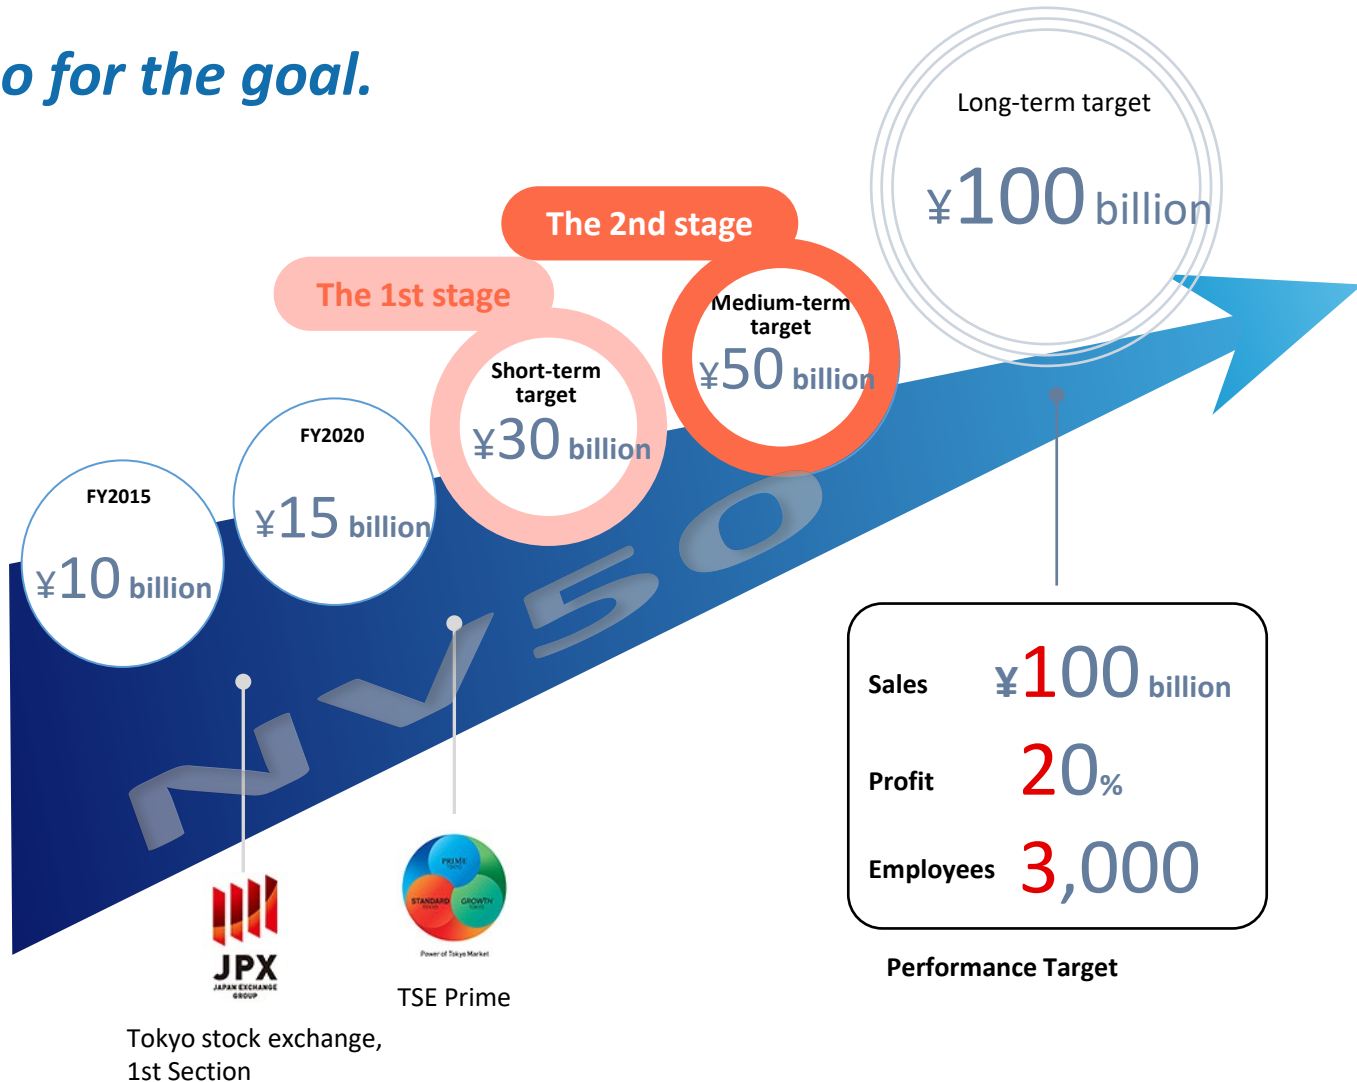 o for the goal.
Long-term target
¥100 billion
The 2nd stage
The 1st stage
Medium-term
target
¥50 billion
Short-term
target
¥30 billion
FY2020
¥15 billion
FY2015
¥10 billion
NV50
Sales ¥100 billion
Profit 20%
Employees 3,000
Performance Target
PRIME
TOKYO
STANDARD
TOKYO
GROWTH
TOKYO
Power of Tokyo Market
TSE Prime
JPX
JAPAN EXCHANGE
GROUP
Tokyo stock exchange,
1st Section